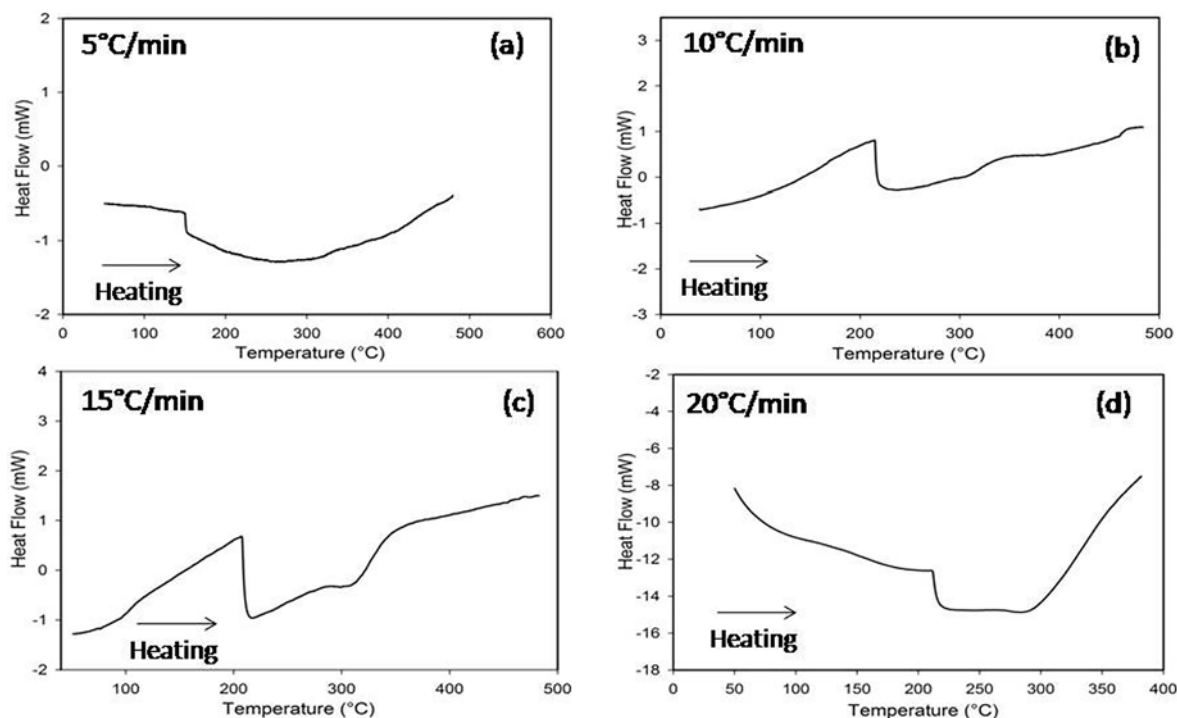 5°C/min
(a)
2
1
0
-1
-2
Heat Flow (mW)
Heating
0
100
200
300
400
500
600
Temperature (°C)
10°C/min
(b)
3
2
1
0
-1
-2
-3
Heat Flow (mW)
Heating
0
100
200
300
400
500
Temperature (°C)
15°C/min
(c)
4
3
2
1
0
-1
-2
Heat Flow (mW)
Heating
100
200
300
400
500
Temperature (°C)
20°C/min
(d)
-2
-4
-6
-8
-10
-12
-14
-16
-18
Heat Flow (mW)
Heating
0
50
100
150
200
250
300
350
400
Temperature (°C)